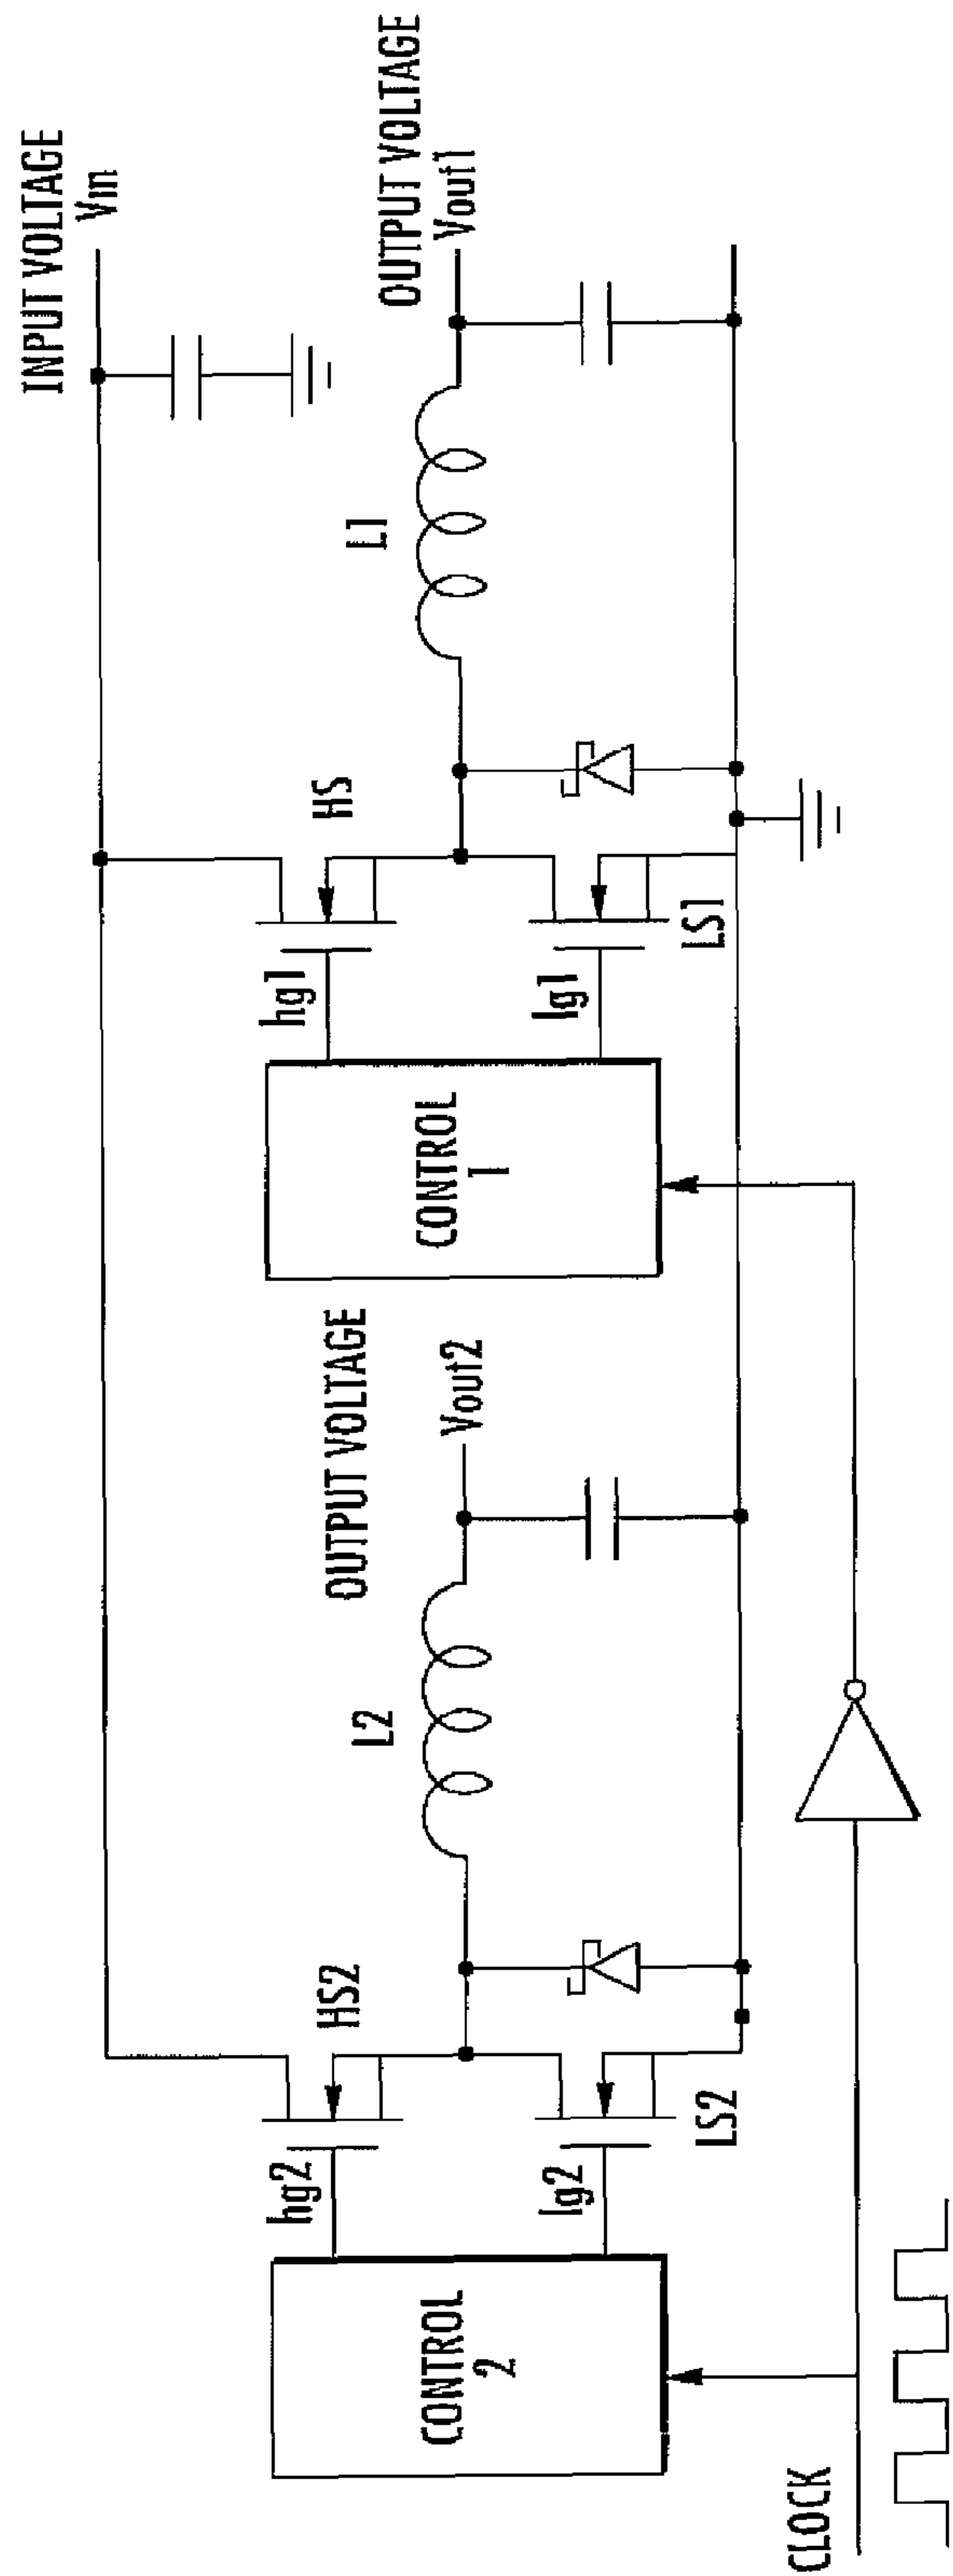 INPUT VOLTAGE
Vin
OUTPUT VOLTAGE
Vout1
L1
HS
hg1
lg1
LS1
CONTROL
1
OUTPUT VOLTAGE
Vout2
L2
HS2
hg2
lg2
LS2
CONTROL
2
CLOCK